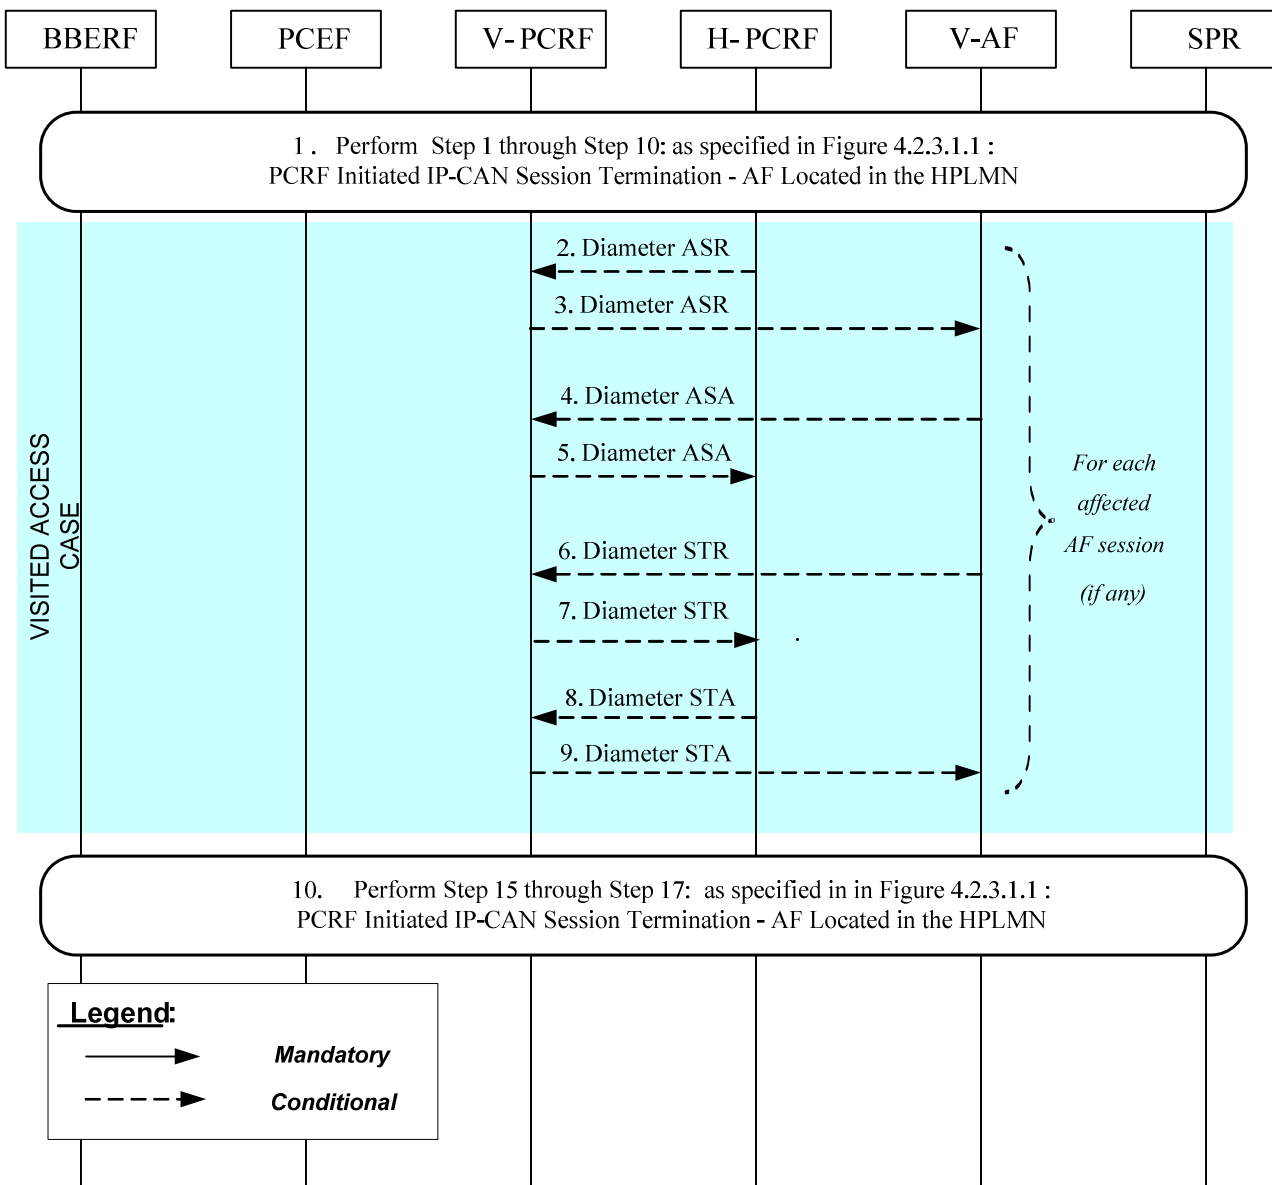 BBERF
PCEF
V-PCRF
H-PCRF
V-AF
SPR
1. Perform Step 1 through Step 10: as specified in Figure 4.2.3.1.1 :
PCRF Initiated IP-CAN Session Termination - AF Located in the HPLMN
VISITED ACCESS
CASE
2. Diameter ASR
3. Diameter ASR
4. Diameter ASA
5. Diameter ASA
6. Diameter STR
7. Diameter STR
8. Diameter STA
9. Diameter STA
For each
affected
AF session
(if any)
10. Perform Step 15 through Step 17: as specified in in Figure 4.2.3.1.1 :
PCRF Initiated IP-CAN Session Termination - AF Located in the HPLMN
Legend:
Mandatory
Conditional